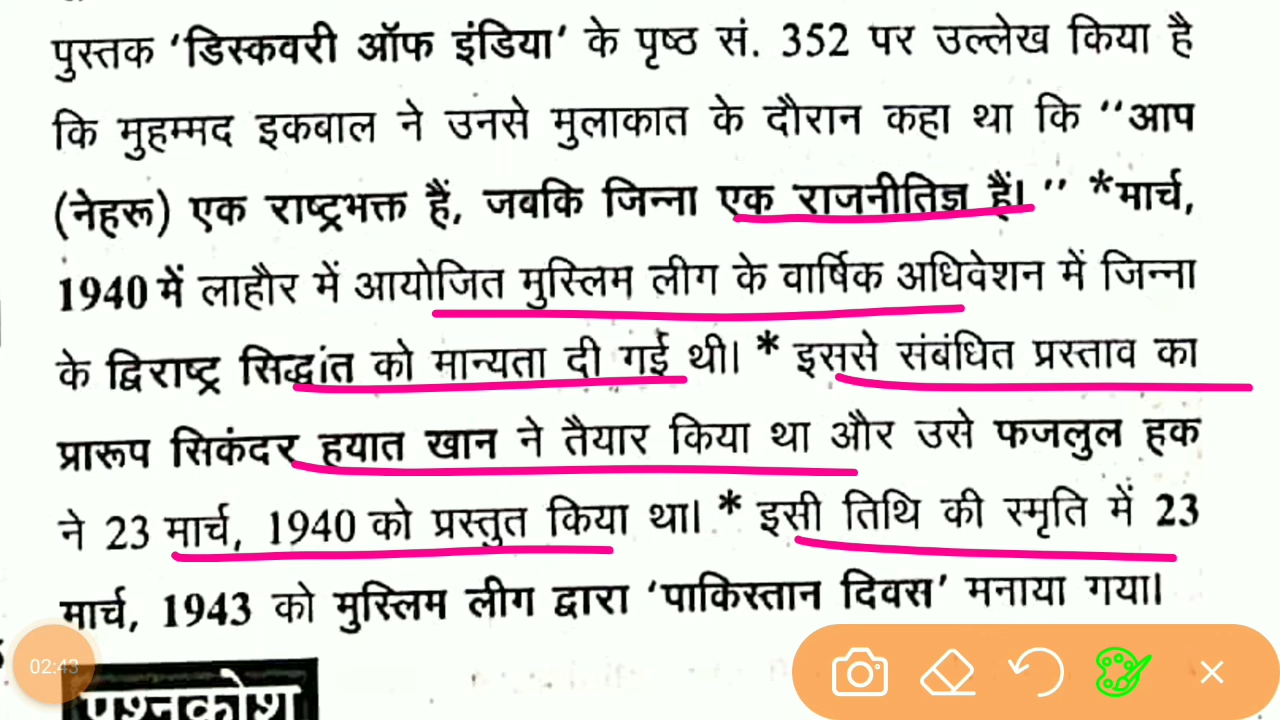 पुस्तक ‘डिस्कवरी ऑफ इंडिया’ के पृष्ठ सं. 352 पर उल्लेख किया है
कि मुहम्मद इकबाल ने उनसे मुलाकात के दौरान कहा था कि ‘‘आप
(नेहरू) एक राष्ट्रभक्त हैं, जबकि जिन्ना एक राजनीतिज्ञ हैं।’’ *मार्च,
1940 में लाहौर में आयोजित मुस्लिम लीग के वार्षिक अधिवेशन में जिन्ना
के द्विराष्ट्र सिद्धांत को मान्यता दी गई थी। * इससे संबंधित प्रस्ताव का
प्रारूप सिकंदर हयात खान ने तैयार किया था और उसे फजलुल हक
ने 23 मार्च, 1940 को प्रस्तुत किया था। * इसी तिथि की स्मृति में 23
मार्च, 1943 को मुस्लिम लीग द्वारा ‘पाकिस्तान दिवस’ मनाया गया।
02:43
प्रश्नकोश